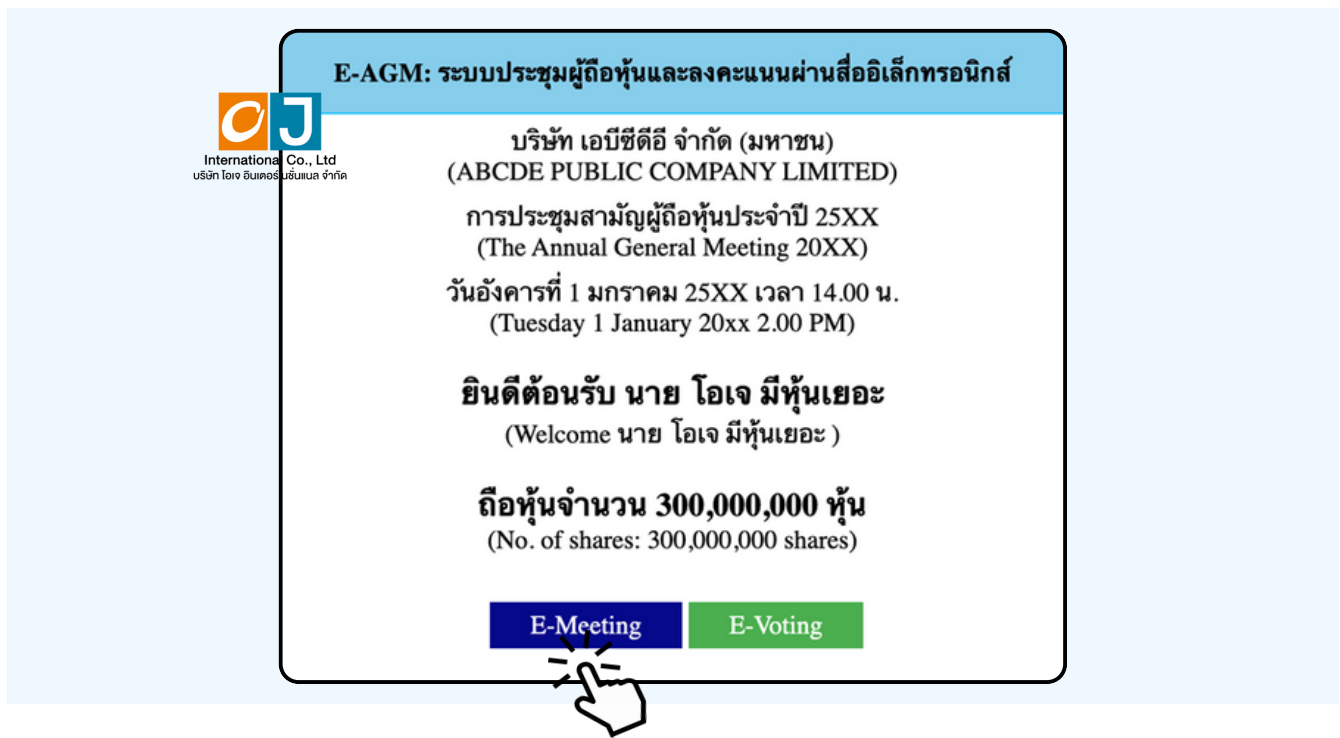 E-AGM: ระบบประชุมผู้ถือหุ้นและลงคะแนนผ่านสื่ออิเล็กทรอนิกส์
OJ
International Co., Ltd
บริษัท โอเจ อินเตอร์เนชั่นแนล จำกัด
บริษัท เอบีซีดีอี จำกัด (มหาชน)
(ABCDE PUBLIC COMPANY LIMITED)
การประชุมสามัญผู้ถือหุ้นประจำปี 25XX
(The Annual General Meeting 20XX)
วันอังคารที่ 1 มกราคม 25XX เวลา 14.00 น.
(Tuesday 1 January 20xx 2.00 PM)
ยินดีต้อนรับ นาย โอเจ มีหุ้นเยอะ
(Welcome นาย โอเจ มีหุ้นเยอะ )
ถือหุ้นจำนวน 300,000,000 หุ้น
(No. of shares: 300,000,000 shares)
E-Meeting E-Voting